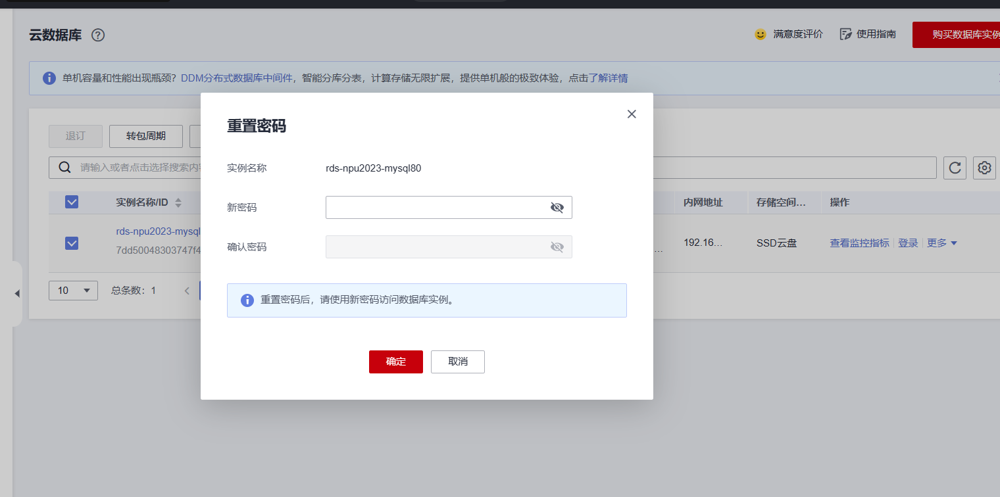 云数据库
满意度评价
使用指南
购买数据库实例
单机容量和性能出现瓶颈? DDM分布式数据库中间件，智能分库分表，计算存储无限扩展，提供单机般的极致体验，点击了解详情
重置密码
退订
转包周期
实例名称
rds-npu2023-mysql80
请输入或者点击选择搜索内
实例名称/ID
新密码
内网地址
存储空间...
操作
rds-npu2023-mysql
7dd50048303747f4
确认密码
...
192.16...
SSD云盘
查看监控指标
登录
更多
10
总条数：1
重置密码后，请使用新密码访问数据库实例。
确定
取消